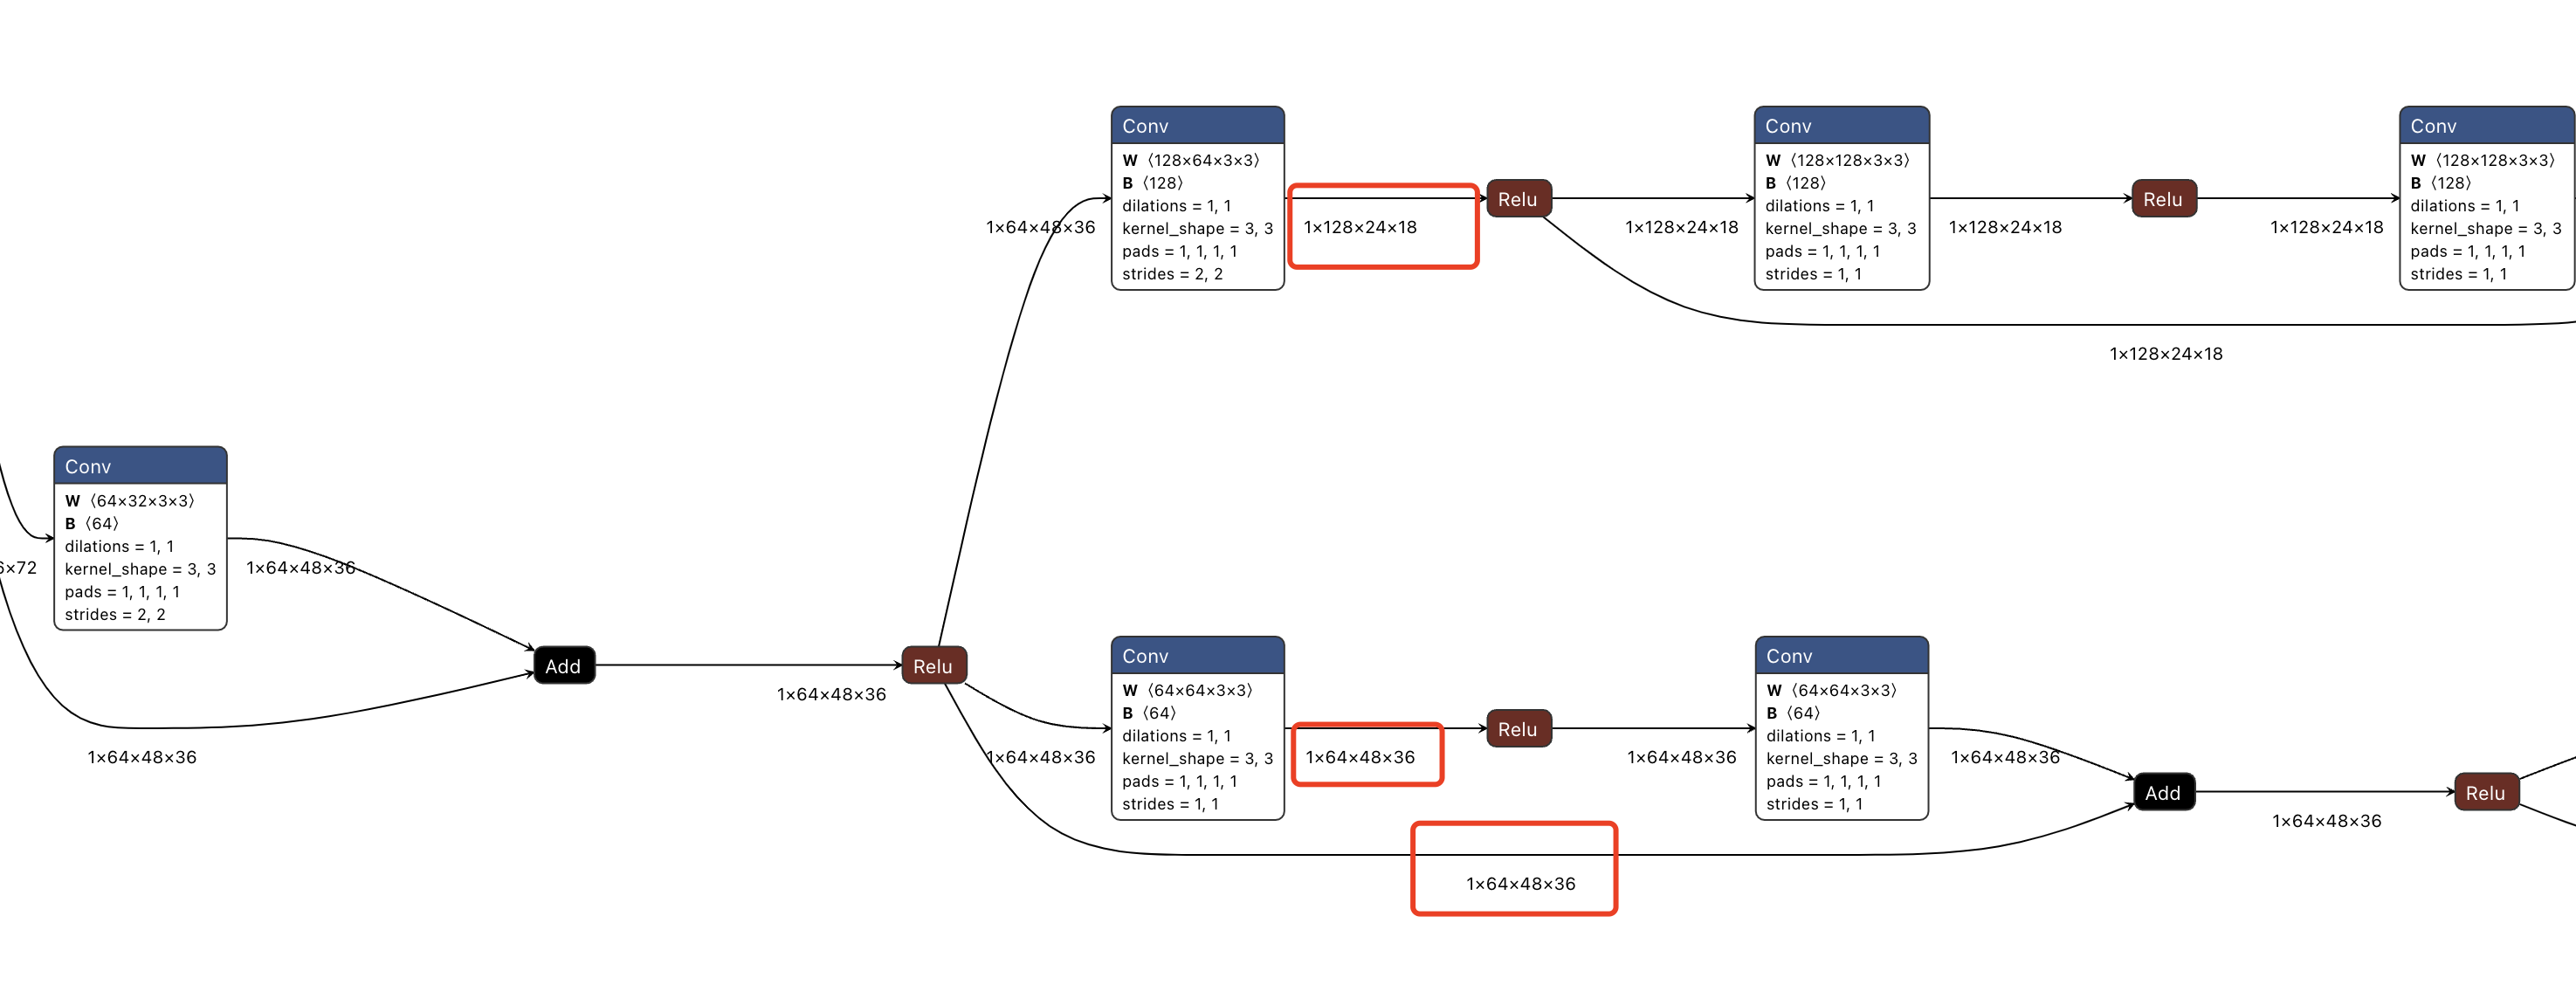 Conv
W ⟨128×64×3×3⟩
B ⟨128⟩
dilations = 1, 1
kernel_shape = 3, 3
pads = 1, 1, 1, 1
strides = 2, 2
1×64×48×36
1×128×24×18
Relu
1×128×24×18
Conv
W ⟨128×128×3×3⟩
B ⟨128⟩
dilations = 1, 1
kernel_shape = 3, 3
pads = 1, 1, 1, 1
strides = 1, 1
1×128×24×18
Relu
1×128×24×18
Conv
W ⟨128×128×3×3⟩
B ⟨128⟩
dilations = 1, 1
kernel_shape = 3, 3
pads = 1, 1, 1, 1
strides = 1, 1
1×128×24×18
Conv
W ⟨64×32×3×3⟩
B ⟨64⟩
dilations = 1, 1
kernel_shape = 3, 3
pads = 1, 1, 1, 1
strides = 2, 2
1×64×48×36
1×64×48×36
Add
1×64×48×36
Relu
1×64×48×36
Conv
W ⟨64×64×3×3⟩
B ⟨64⟩
dilations = 1, 1
kernel_shape = 3, 3
pads = 1, 1, 1, 1
strides = 1, 1
1×64×48×36
Relu
1×64×48×36
Conv
W ⟨64×64×3×3⟩
B ⟨64⟩
dilations = 1, 1
kernel_shape = 3, 3
pads = 1, 1, 1, 1
strides = 1, 1
1×64×48×36
Add
1×64×48×36
Relu
1×64×48×36